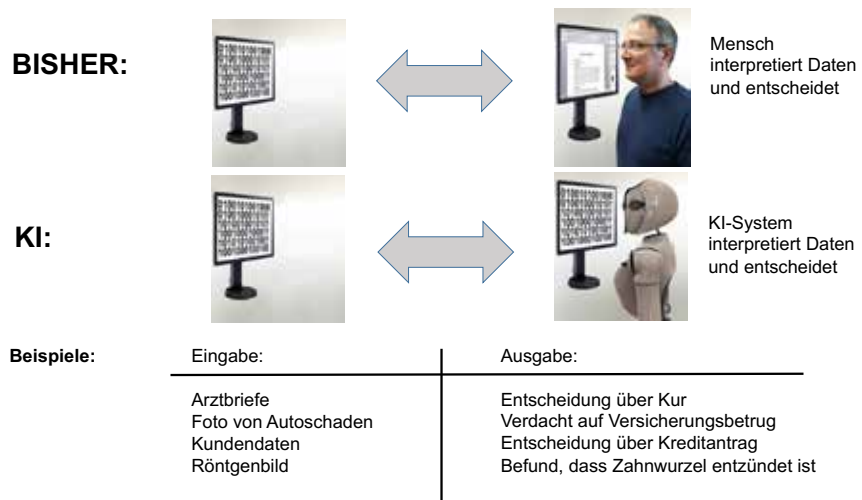 BISHER:
Mensch
interpretiert Daten
und entscheidet
KI:
KI-System
interpretiert Daten
und entscheidet
Beispiele:
Eingabe:
Ausgabe:
Arztbriefe
Entscheidung über Kur
Foto von Autoschaden
Verdacht auf Versicherungsbetrug
Kundendaten
Entscheidung über Kreditantrag
Röntgenbild
Befund, dass Zahnwurzel entzündet ist